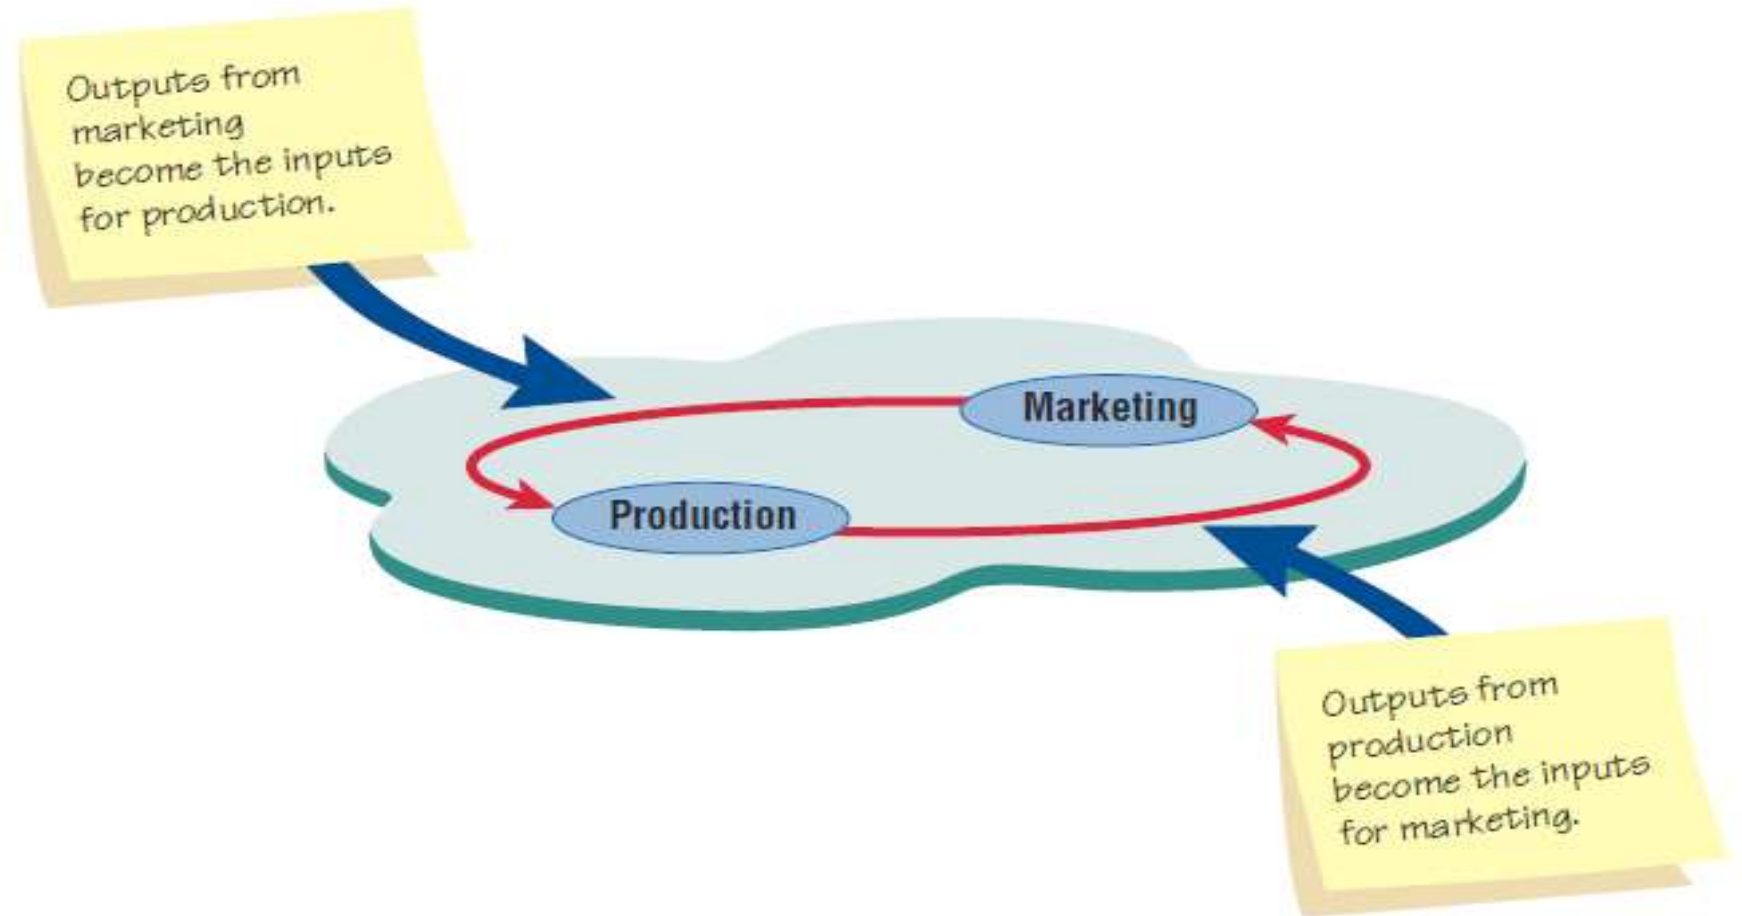 Outputs from
marketing
become the inputs
for production.
Marketing
Production
Outputs from
production
become the inputs
for marketing.